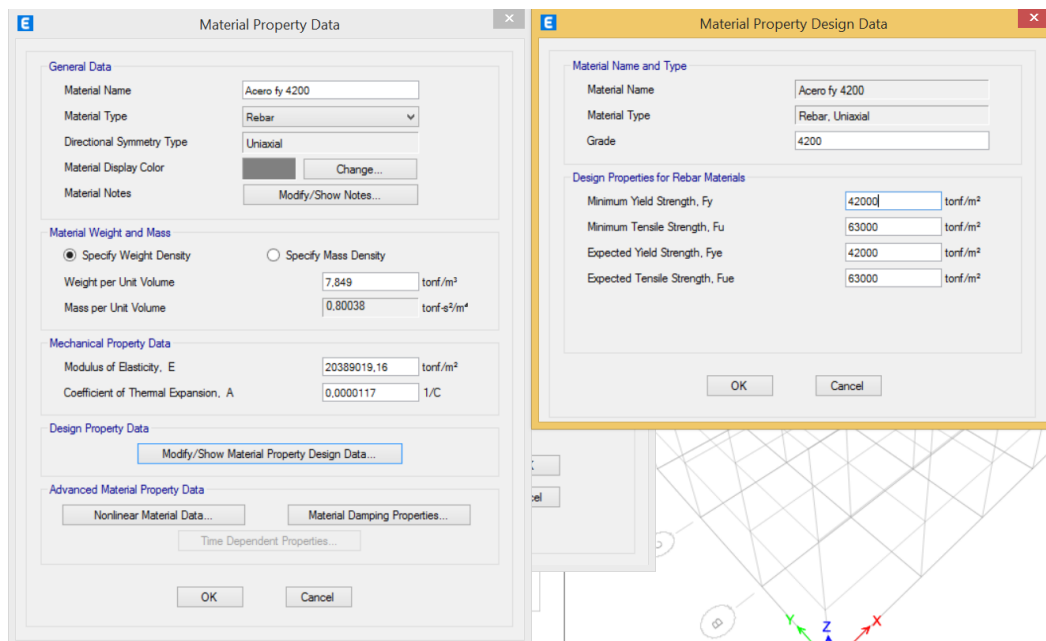 E Material Property Data
General Data
Material Name Acero fy 4200
Material Type Rebar
Directional Symmetry Type Uniaxial
Material Display Color Change...
Material Notes Modify/Show Notes...
Material Weight and Mass
Specify Weight Density Specify Mass Density
Weight per Unit Volume 7,849 tonf/m³
Mass per Unit Volume 0,80038 tonf-s²/m⁴
Mechanical Property Data
Modulus of Elasticity, E 20389019,16 tonf/m²
Coefficient of Thermal Expansion, A 0,0000117 1/C
Design Property Data
Modify/Show Material Property Design Data...
Advanced Material Property Data
Nonlinear Material Data... Material Damping Properties...
Time Dependent Properties...
OK Cancel
E Material Property Design Data
Material Name and Type
Material Name Acero fy 4200
Material Type Rebar, Uniaxial
Grade 4200
Design Properties for Rebar Materials
Minimum Yield Strength, Fy 42000 tonf/m²
Minimum Tensile Strength, Fu 63000 tonf/m²
Expected Yield Strength, Fye 42000 tonf/m²
Expected Tensile Strength, Fue 63000 tonf/m²
OK Cancel
B
Y Z X